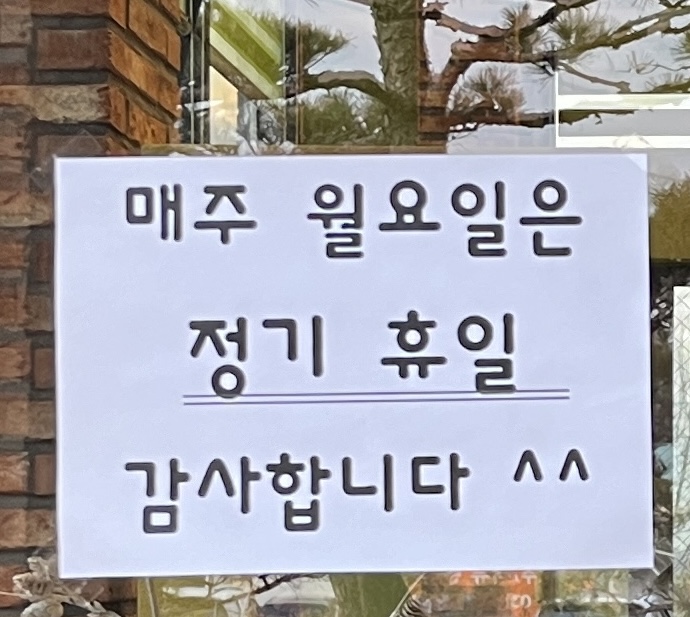 매주 월요일은
정기 휴일
감사합니다 ^^